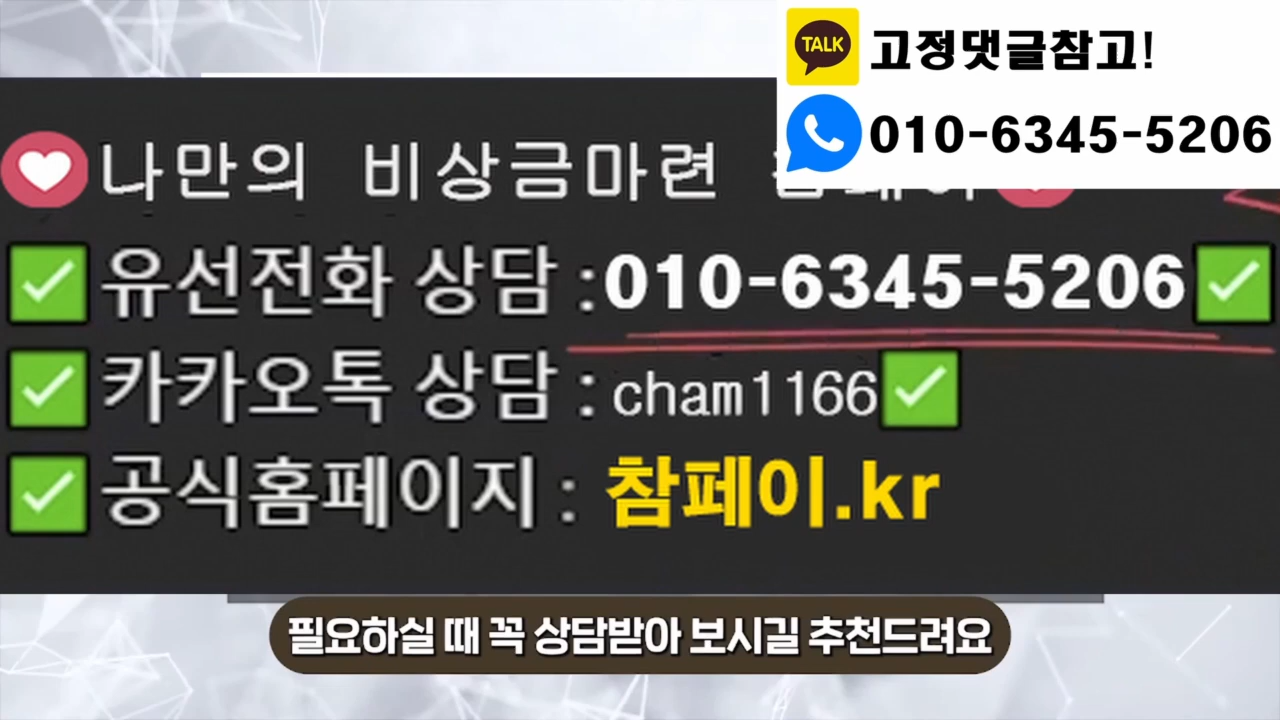 TALK 고정댓글참고!
010-6345-5206
나만의 비상금마련
유선전화 상담 : 010-6345-5206
카카오톡 상담 : cham1166
공식홈페이지 : 참페이.kr
필요하실 때 꼭 상담받아 보시길 추천드려요